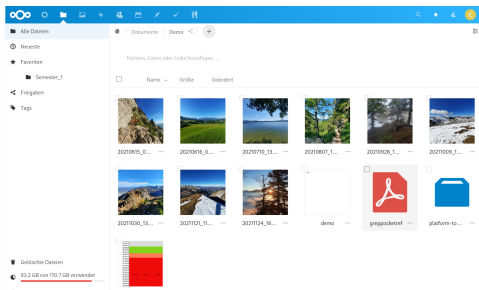 Alle Dateien
Dokumente
Demo
+
Neueste
Favoriten
Semester_1
Freigaben
Tags
Notizen, Listen oder Links hinzufügen ...
Name
Größe
Geändert
20210615_0... ...
20210616_0... ...
20210710_13... ...
20210807_1... ...
20210928_1... ...
20211009_1... ...
20211030_13... ...
20211121_11... ...
20211124_16... ...
demo ...
greppocketref ...
platform-to... ...
Gelöschte Dateien
93.2 GB von 110.7 GB verwendet